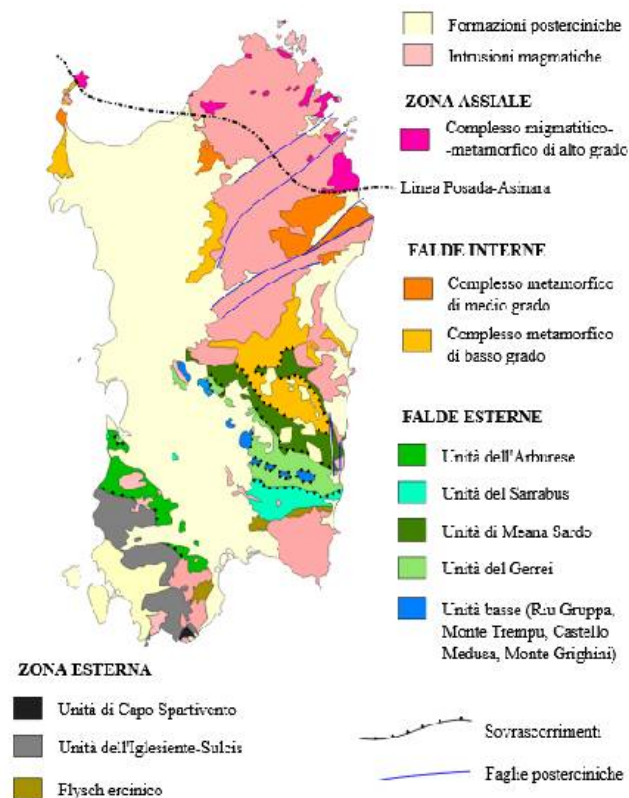 Formazioni posterciniche
Intrusioni magmatiche
ZONA ASSIALE
Complesso migmatitico-
-metamorfico di alto grado
Linea Posada-Asinara
FALDE INTERNE
Complesso metamorfico
di medio grado
Complesso metamorfico
di basso grado
FALDE ESTERNE
Unità dell'Arburese
Unità del Sarrabus
Unità di Meana Sardo
Unità del Gerrei
Unità basse (Riu Gruppa,
Monte Trempu, Castello
Medusa, Monte Grighini)
ZONA ESTERNA
Unità di Capo Spartivento
Unità dell'Iglesiente-Sulcis
Flysch ercinico
Sovrascorrimenti
Faglie posterciniche